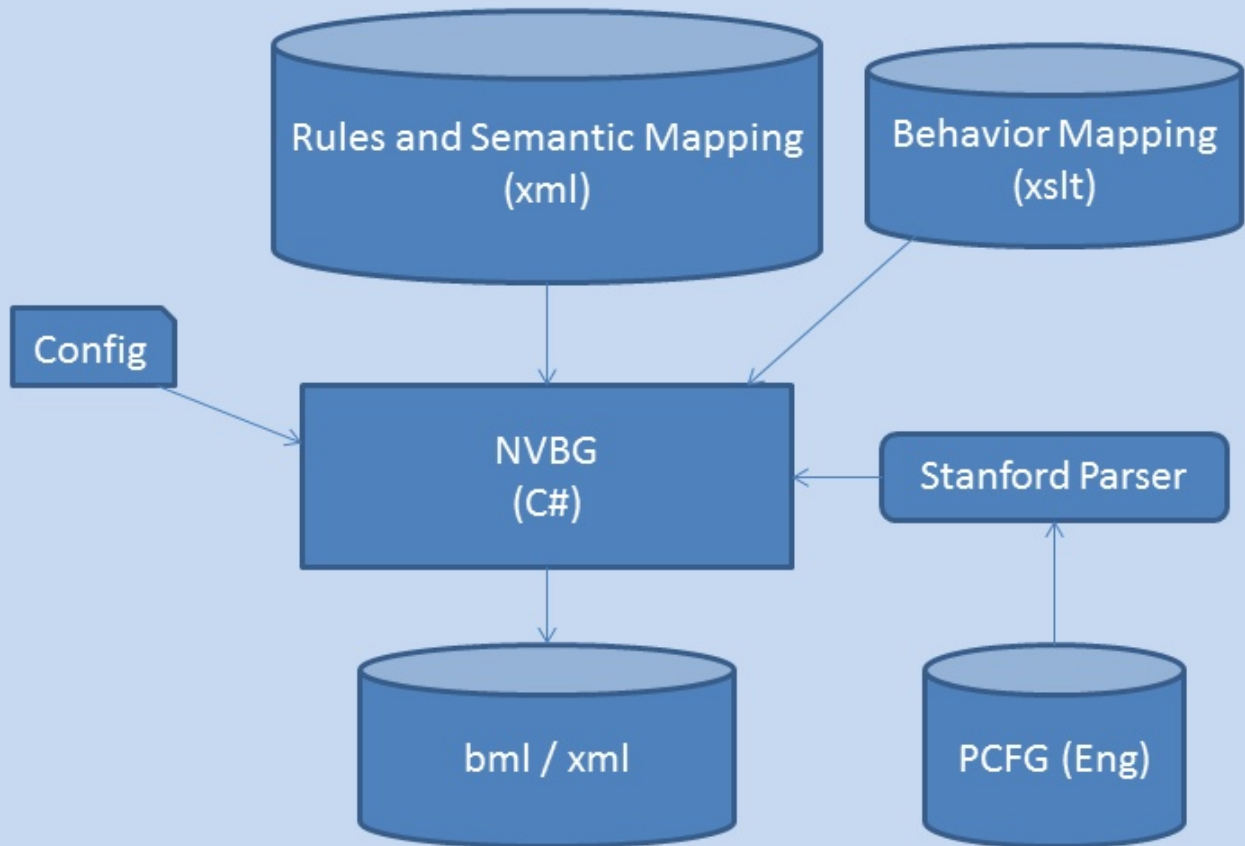 Rules and Semantic Mapping
(xml)
Behavior Mapping
(xslt)
Config
NVBG
(C#)
Stanford Parser
bml / xml
PCFG (Eng)